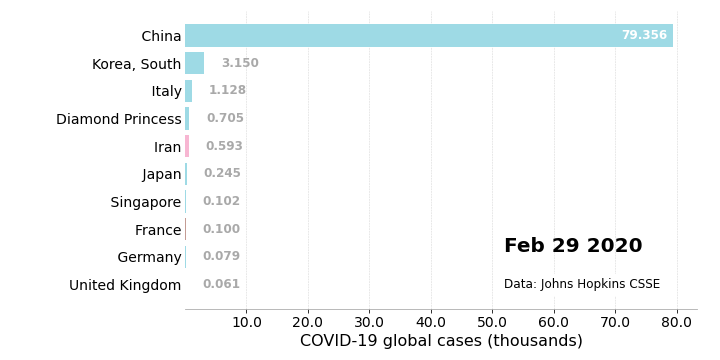 China 79.356
Korea, South 3.150
Italy 1.128
Diamond Princess 0.705
Iran 0.593
Japan 0.245
Singapore 0.102
France 0.100
Germany 0.079
United Kingdom 0.061
Feb 29 2020
Data: Johns Hopkins CSSE
10.0 20.0 30.0 40.0 50.0 60.0 70.0 80.0
COVID-19 global cases (thousands)